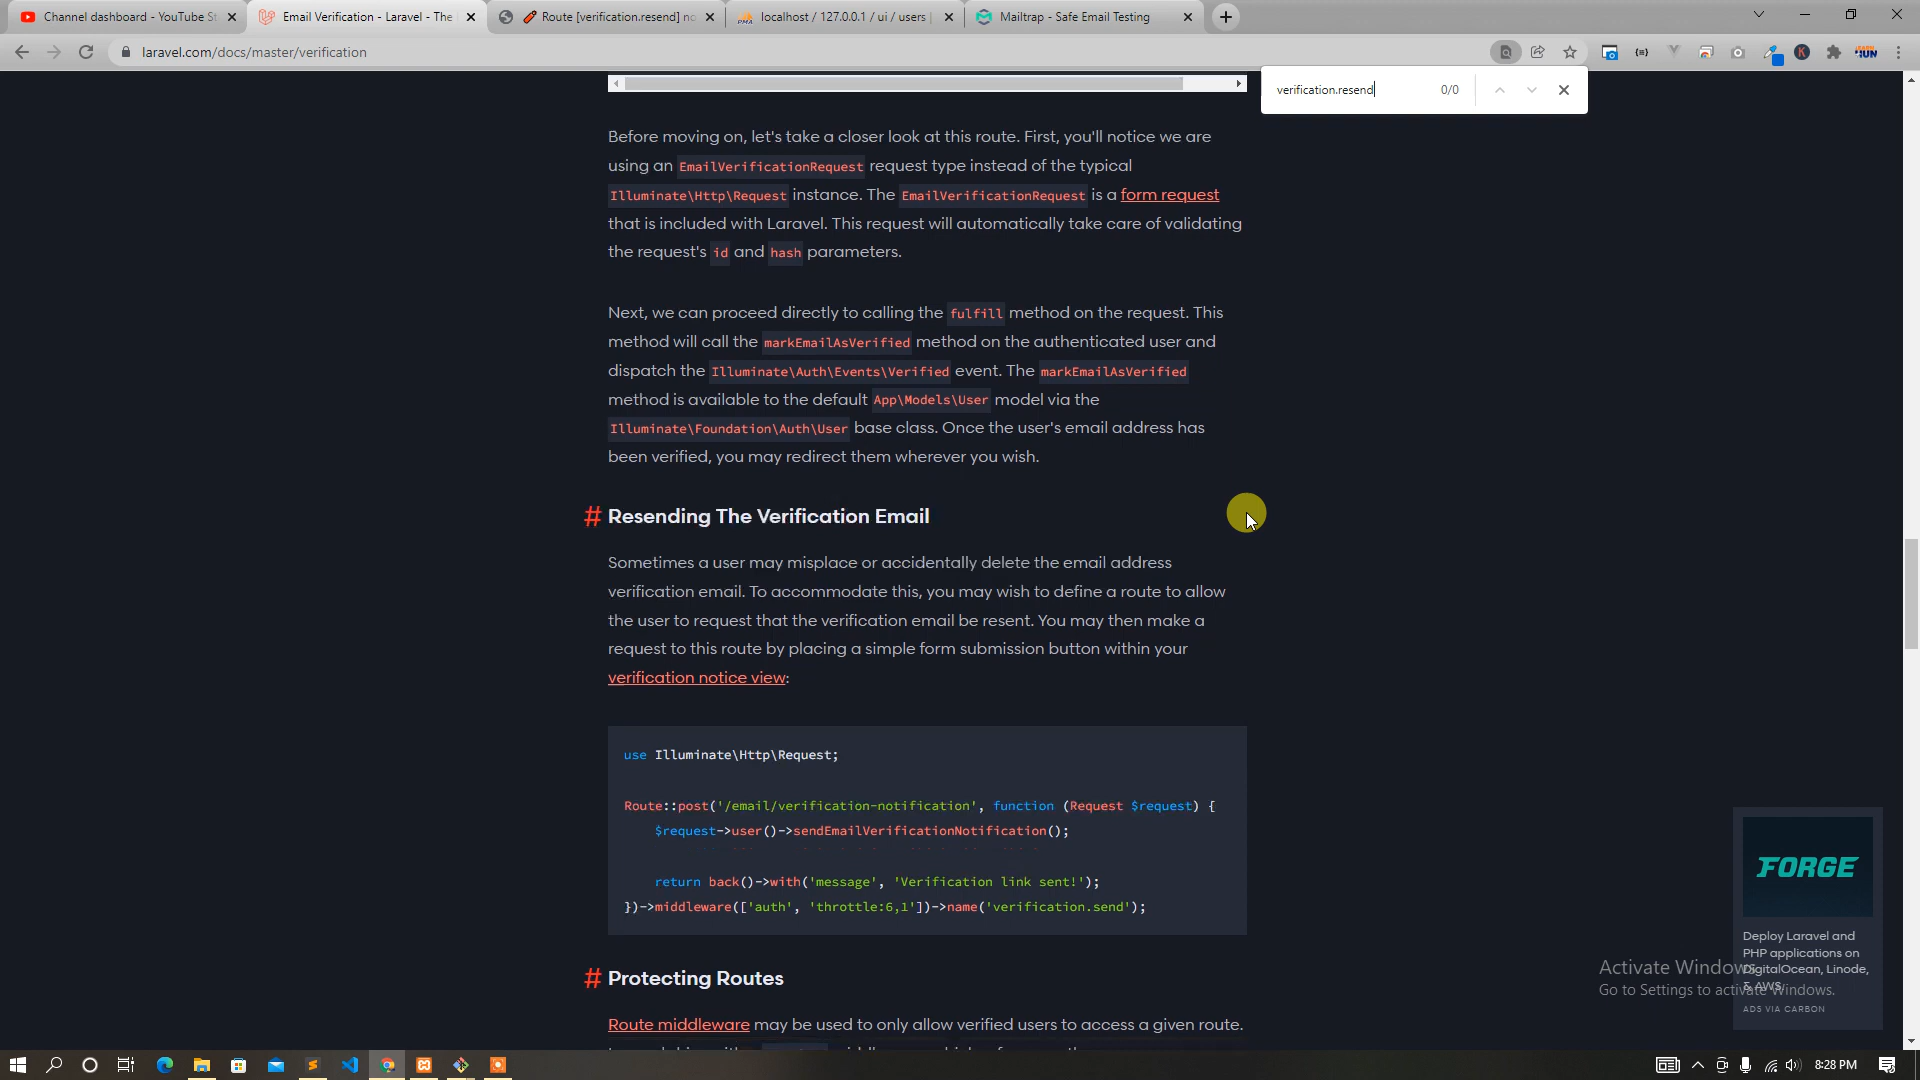 Channel dashboard - YouTube St
Email Verification - Laravel - The
Route [verification.resend] no
localhost / 127.0.0.1 / ui / users |
Mailtrap - Safe Email Testing
laravel.com/docs/master/verification
verification.resend 0/0
Before moving on, let's take a closer look at this route. First, you'll notice we are
using an EmailVerificationRequest request type instead of the typical
Illuminate\Http\Request instance. The EmailVerificationRequest is a form request
that is included with Laravel. This request will automatically take care of validating
the request's id and hash parameters.
Next, we can proceed directly to calling the fulfill method on the request. This
method will call the markEmailAsVerified method on the authenticated user and
dispatch the Illuminate\Auth\Events\Verified event. The markEmailAsVerified
method is available to the default App\Models\User model via the
Illuminate\Foundation\Auth\User base class. Once the user's email address has
been verified, you may redirect them wherever you wish.
# Resending The Verification Email
Sometimes a user may misplace or accidentally delete the email address
verification email. To accommodate this, you may wish to define a route to allow
the user to request that the verification email be resent. You may then make a
request to this route by placing a simple form submission button within your
verification notice view:
use Illuminate\Http\Request;
Route::post('/email/verification-notification', function (Request $request) {
$request->user()->sendEmailVerificationNotification();
return back()->with('message', 'Verification link sent!');
})->middleware(['auth', 'throttle:6,1'])->name('verification.send');
# Protecting Routes
Route middleware may be used to only allow verified users to access a given route.
FORGE
Deploy Laravel and
PHP applications on
DigitalOcean, Linode,
& AWS.
ADS VIA CARBON
Activate Windows
Go to Settings to activate Windows.
8:28 PM